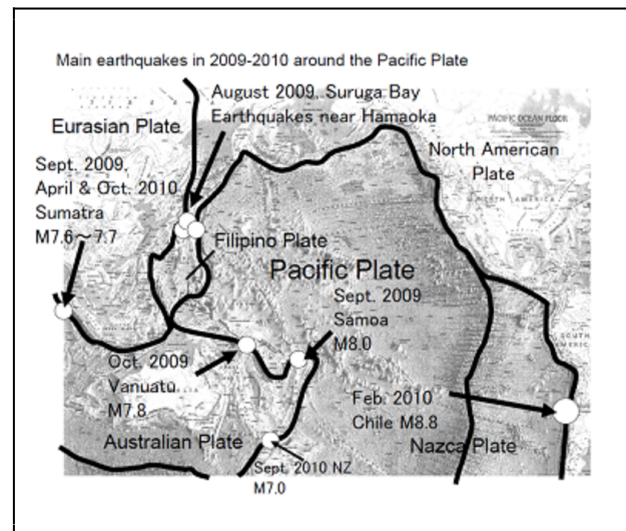 Main earthquakes in 2009-2010 around the Pacific Plate
August 2009, Suruga Bay
Earthquakes near Hamaoka
Eurasian Plate
PACIFIC OCEAN FLOOR
North American
Plate
Sept. 2009,
April & Oct. 2010
Sumatra
M7.6～7.7
Filipino Plate
Pacific Plate
Sept. 2009
Samoa
M8.0
Oct. 2009
Vanuatu
M7.8
Feb. 2010
Chile M8.8
Australian Plate
Nazca Plate
Sept. 2010 NZ
M7.0